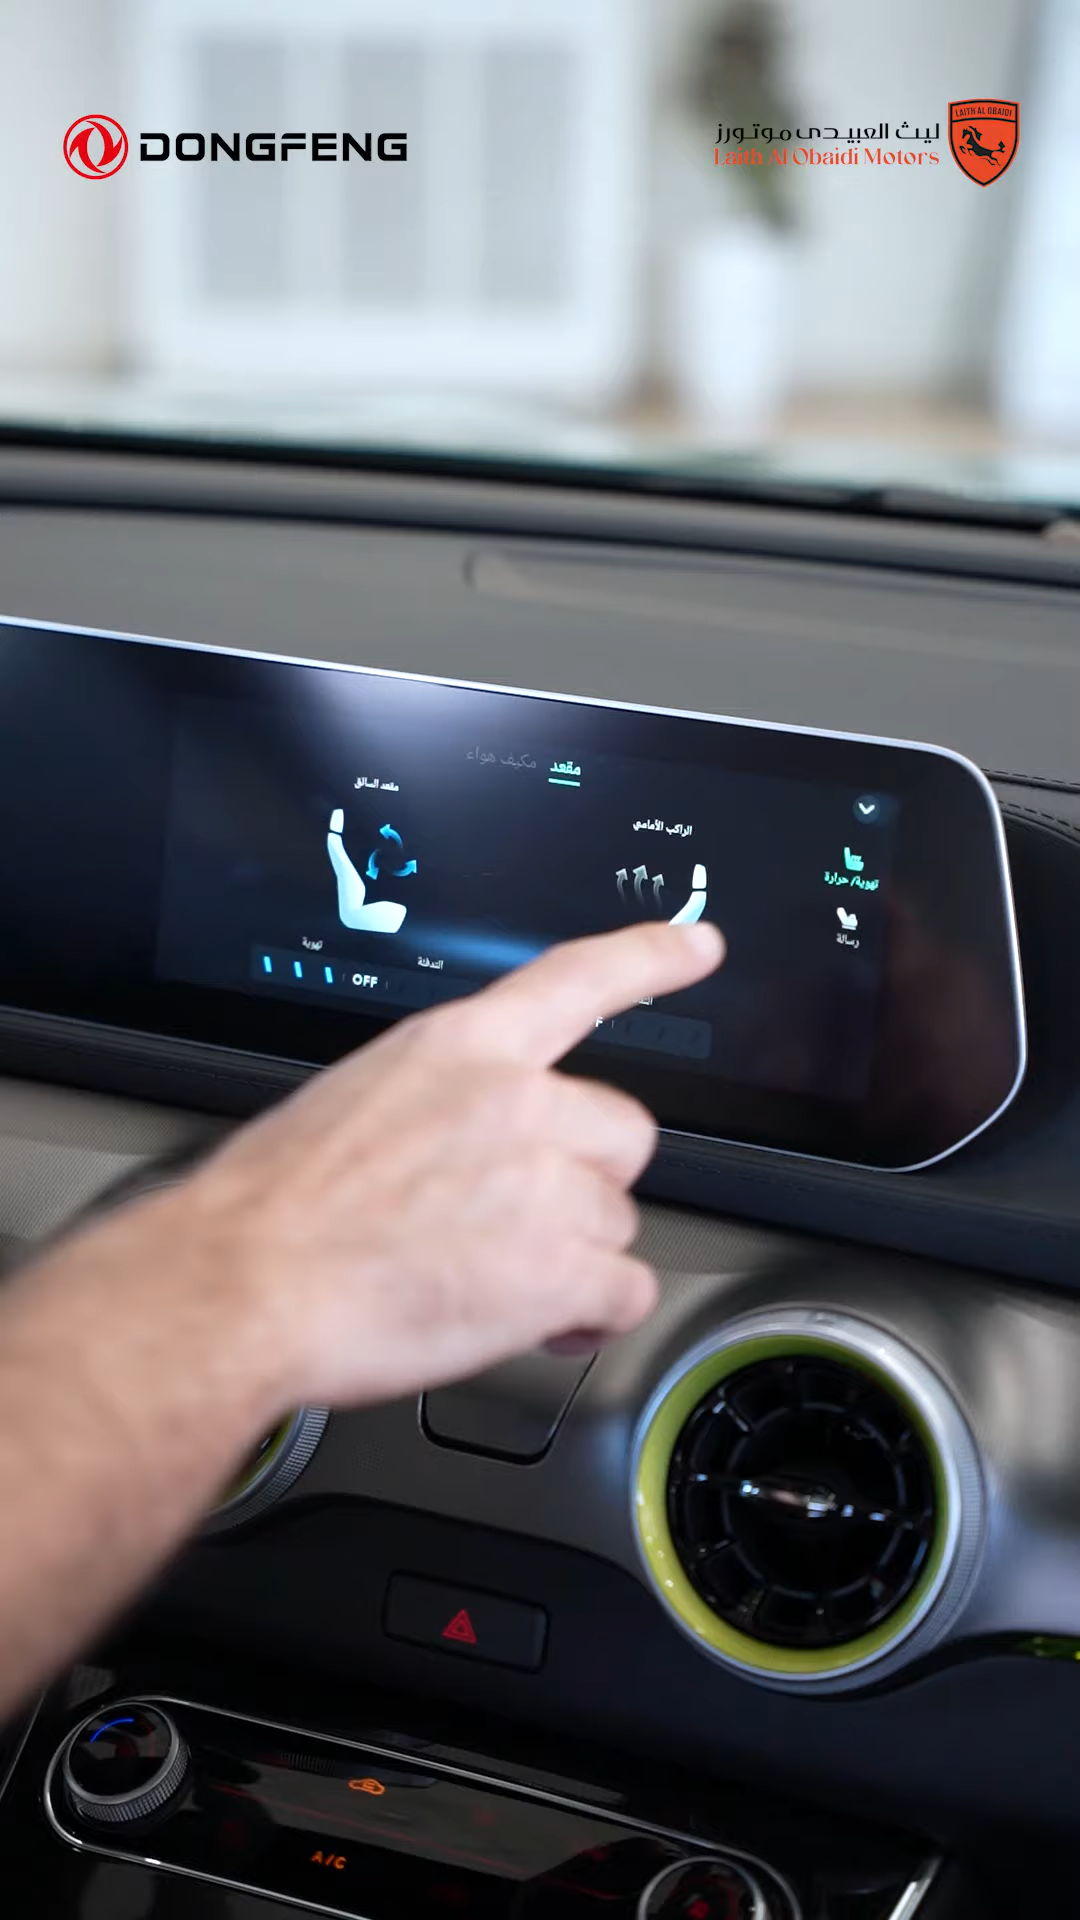 DONGFENG
ليث العبيدي موتورز
Laith Al Obaidi Motors
LAITH AL OBAIDI
مقعد
مكيف هواء
مقعد السائق
الراكب الأمامي
تهوية/ حرارة
رسالة
تهوية
التدفئة
OFF
A/C